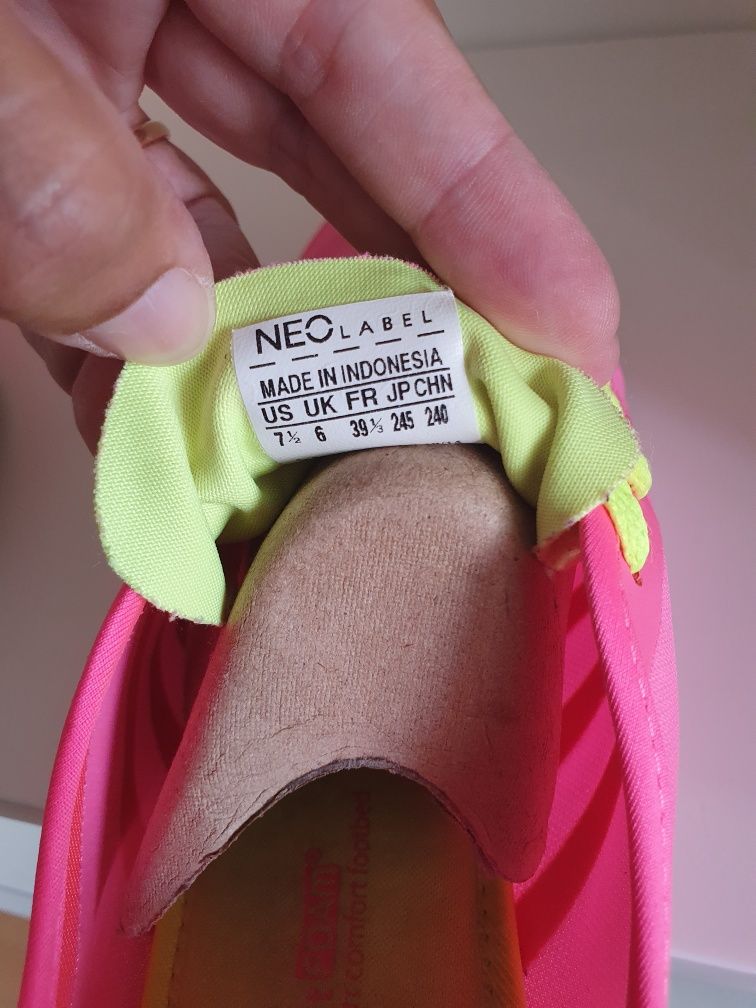 NEO LABEL
MADE IN INDONESIA
US UK FR JP CHN
7½ 6 39⅓ 245 240
comfort footbed